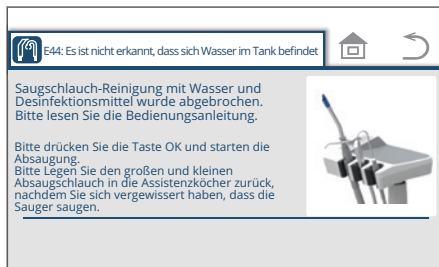 E44: Es ist nicht erkannt, dass sich Wasser im Tank befindet
Saugschlauch-Reinigung mit Wasser und
Desinfektionsmittel wurde abgebrochen.
Bitte lesen Sie die Bedienungsanleitung.
Bitte drücken Sie die Taste OK und starten die
Absaugung.
Bitte Legen Sie den großen und kleinen
Absaugschlauch in die Assistenzköcher zurück,
nachdem Sie sich vergewissert haben, dass die
Sauger saugen.